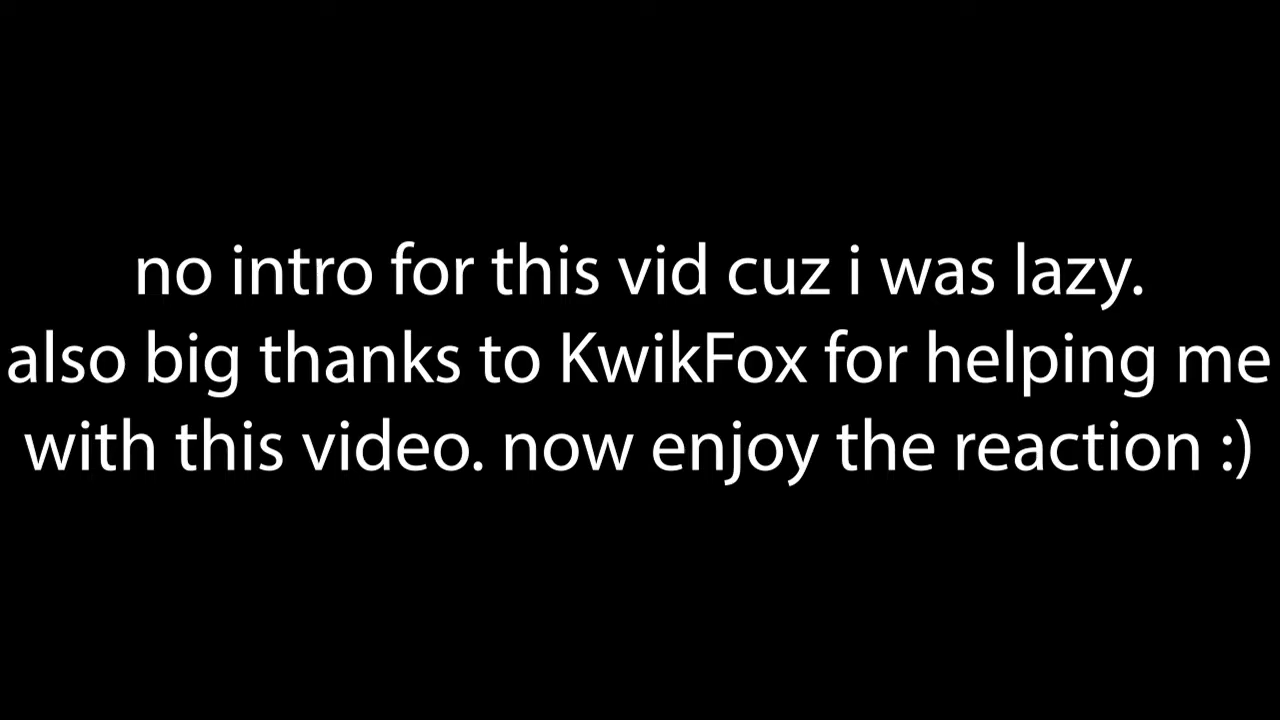 no intro for this vid cuz i was lazy.
also big thanks to KwikFox for helping me
with this video. now enjoy the reaction :)